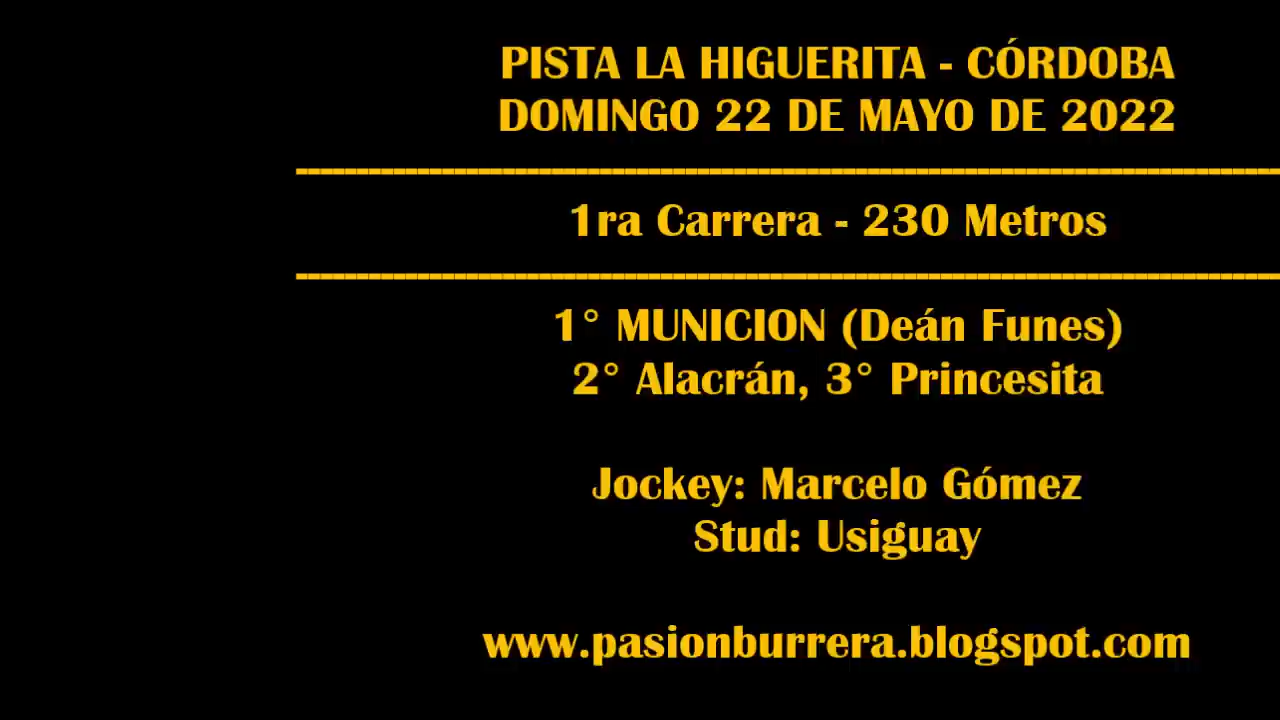 PISTA LA HIGUERITA - CÓRDOBA
DOMINGO 22 DE MAYO DE 2022
1ra Carrera - 230 Metros
1° MUNICION (Deán Funes)
2° Alacrán, 3° Princesita
Jockey: Marcelo Gómez
Stud: Usiguay
www.pasionburrera.blogspot.com